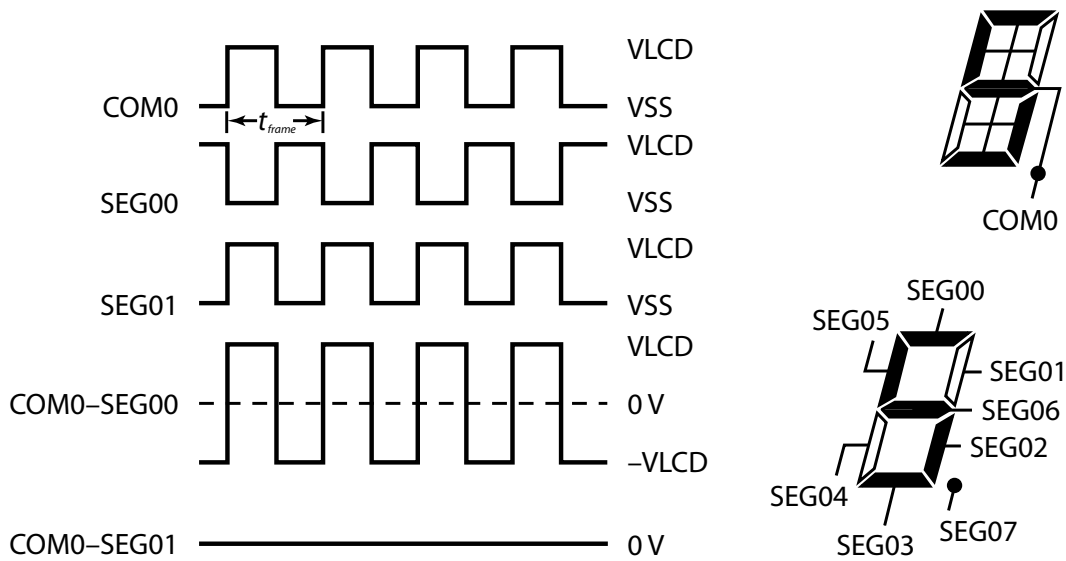 VLCD
COM0
VSS
t frame
VLCD
SEG00
VSS
VLCD
SEG01
VSS
VLCD
COM0–SEG00
0 V
–VLCD
COM0–SEG01
0 V
COM0
SEG00
SEG05
SEG01
SEG06
SEG02
SEG04
SEG03
SEG07